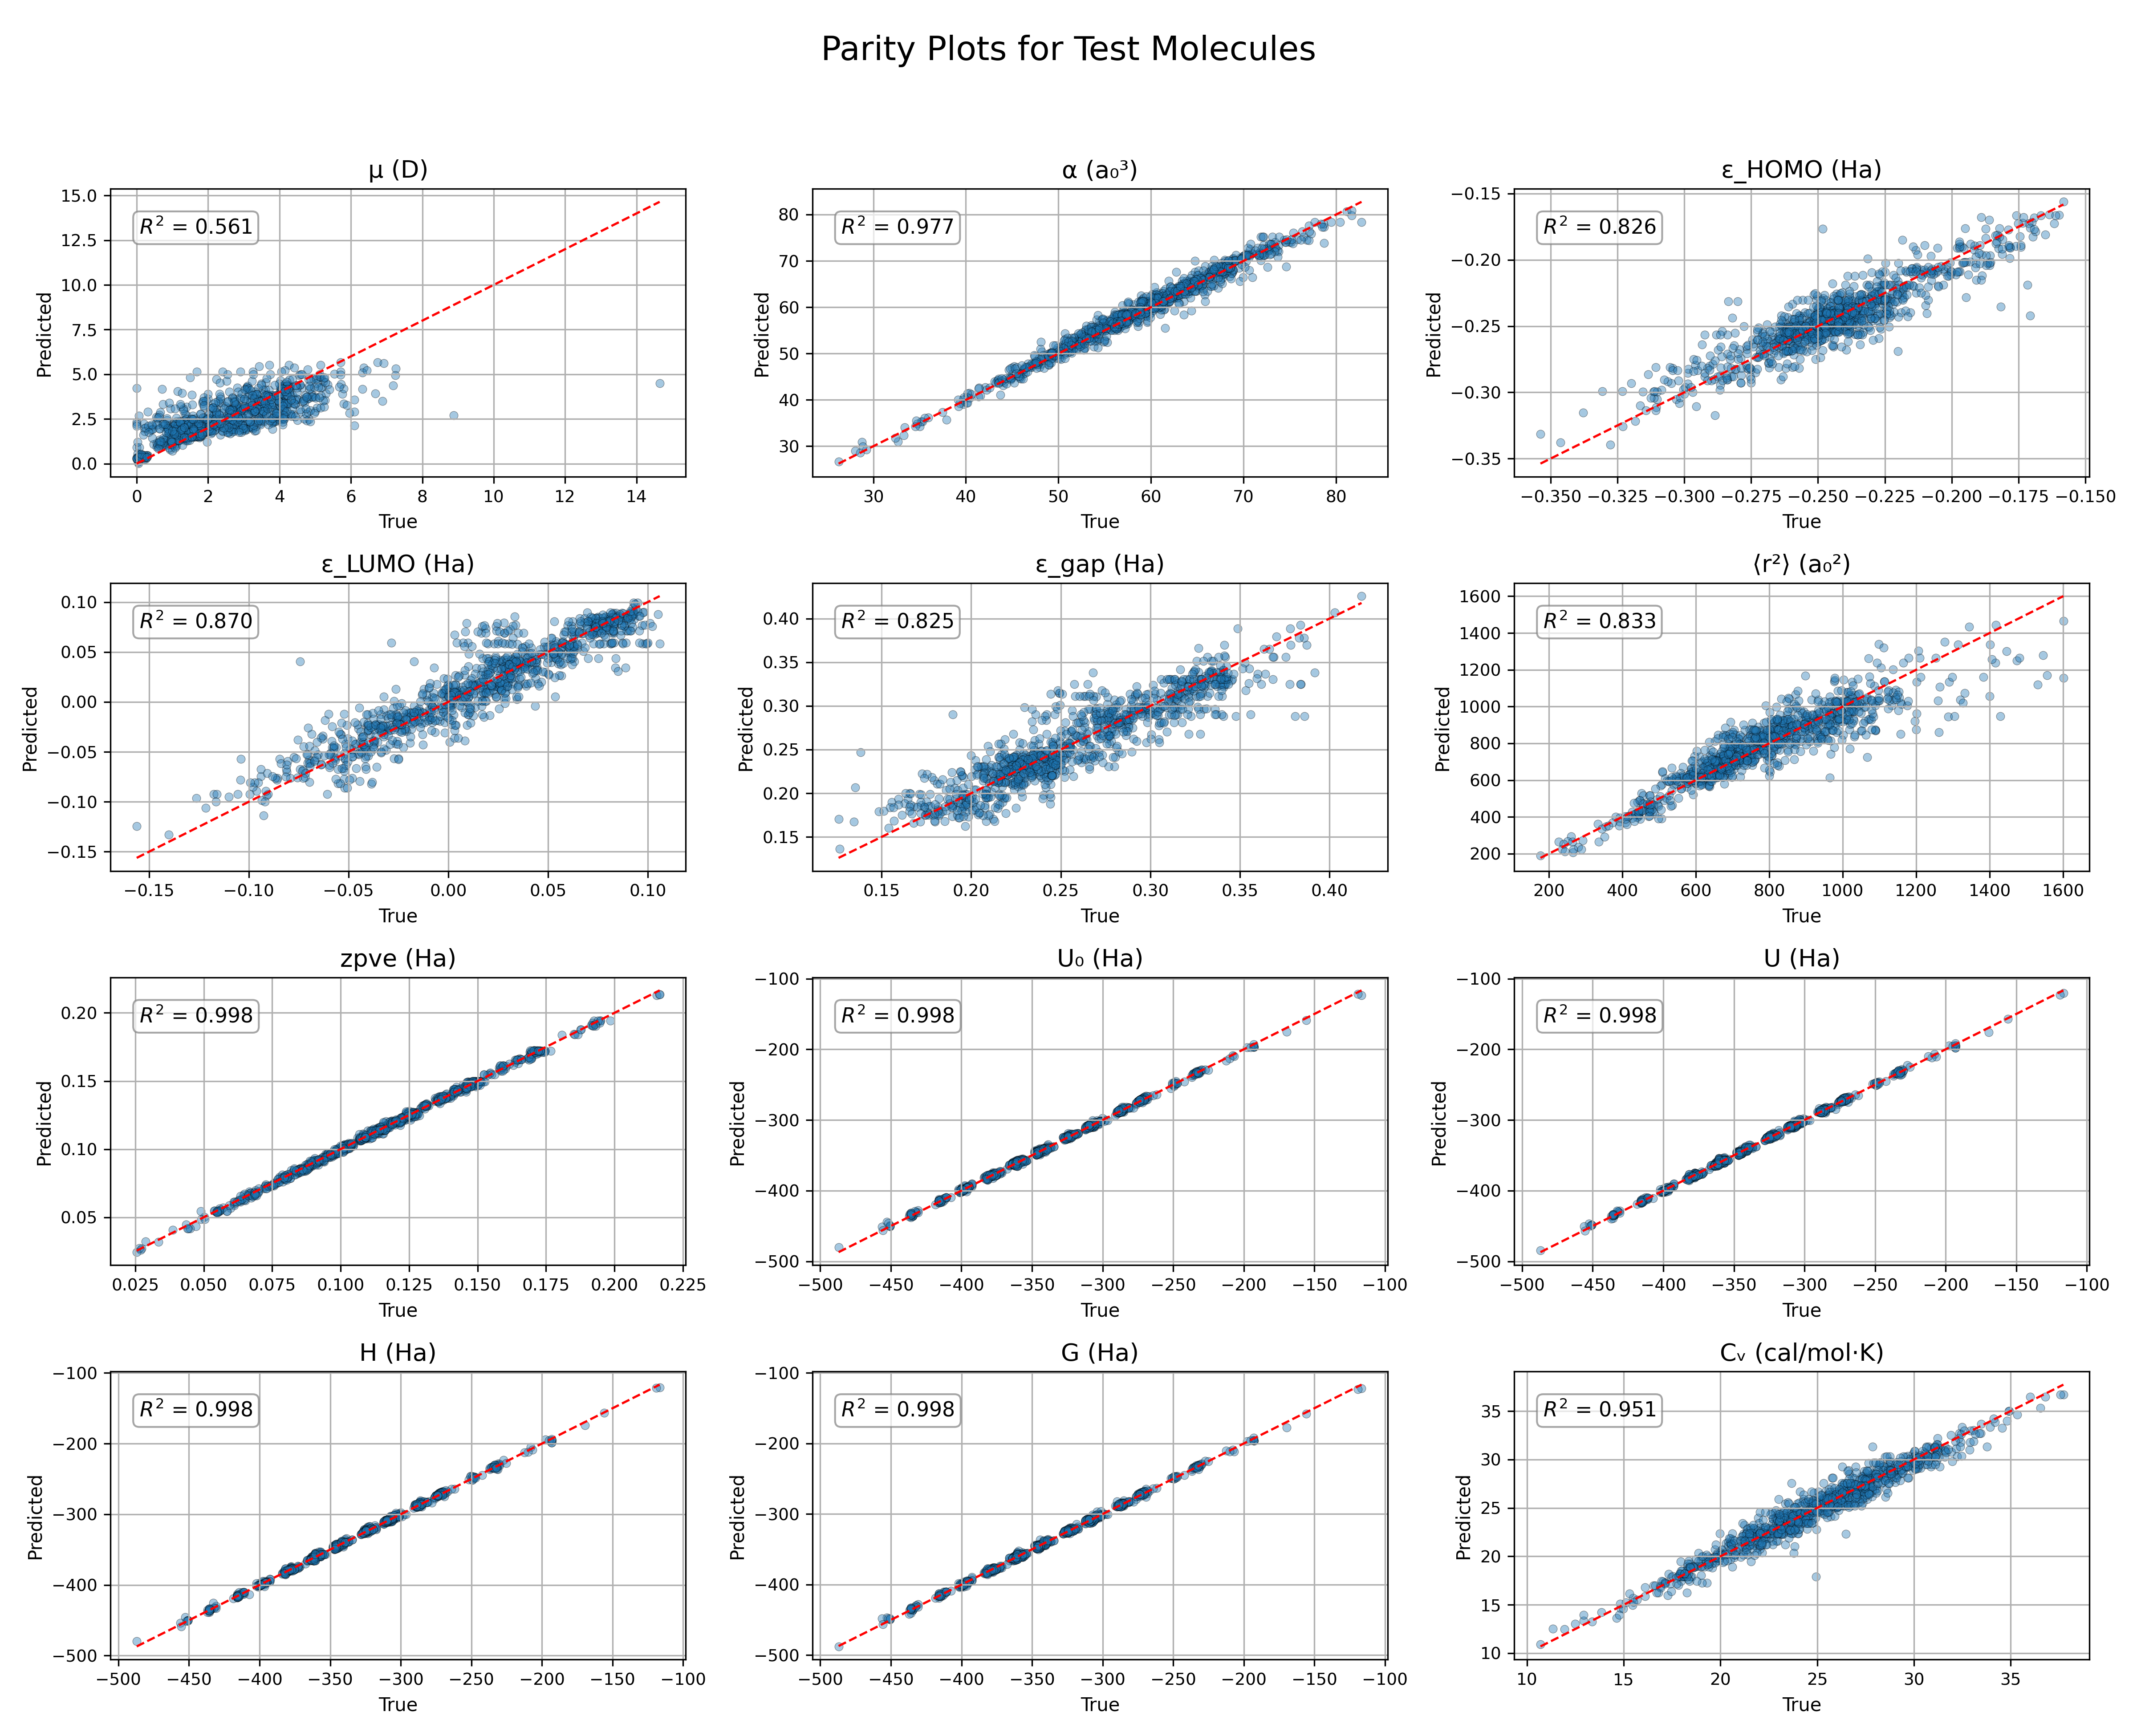 Parity Plots for Test Molecules
μ (D)
R² = 0.561
15.0
12.5
10.0
7.5
5.0
2.5
0.0
Predicted
0 2 4 6 8 10 12 14
True
α (a₀³)
R² = 0.977
80
70
60
50
40
30
Predicted
30 40 50 60 70 80
True
ε_HOMO (Ha)
R² = 0.826
−0.15
−0.20
−0.25
−0.30
−0.35
Predicted
−0.350 −0.325 −0.300 −0.275 −0.250 −0.225 −0.200 −0.175 −0.150
True
ε_LUMO (Ha)
R² = 0.870
0.10
0.05
0.00
−0.05
−0.10
−0.15
Predicted
−0.15 −0.10 −0.05 0.00 0.05 0.10
True
ε_gap (Ha)
R² = 0.825
0.40
0.35
0.30
0.25
0.20
0.15
Predicted
0.15 0.20 0.25 0.30 0.35 0.40
True
⟨r²⟩ (a₀²)
R² = 0.833
1600
1400
1200
1000
800
600
400
200
Predicted
200 400 600 800 1000 1200 1400 1600
True
zpve (Ha)
R² = 0.998
0.20
0.15
0.10
0.05
Predicted
0.025 0.050 0.075 0.100 0.125 0.150 0.175 0.200 0.225
True
U₀ (Ha)
R² = 0.998
−100
−200
−300
−400
−500
Predicted
−500 −450 −400 −350 −300 −250 −200 −150 −100
True
U (Ha)
R² = 0.998
−100
−200
−300
−400
−500
Predicted
−500 −450 −400 −350 −300 −250 −200 −150 −100
True
H (Ha)
R² = 0.998
−100
−200
−300
−400
−500
Predicted
−500 −450 −400 −350 −300 −250 −200 −150 −100
True
G (Ha)
R² = 0.998
−100
−200
−300
−400
−500
Predicted
−500 −450 −400 −350 −300 −250 −200 −150 −100
True
Cᵥ (cal/mol·K)
R² = 0.951
35
30
25
20
15
10
Predicted
10 15 20 25 30 35
True